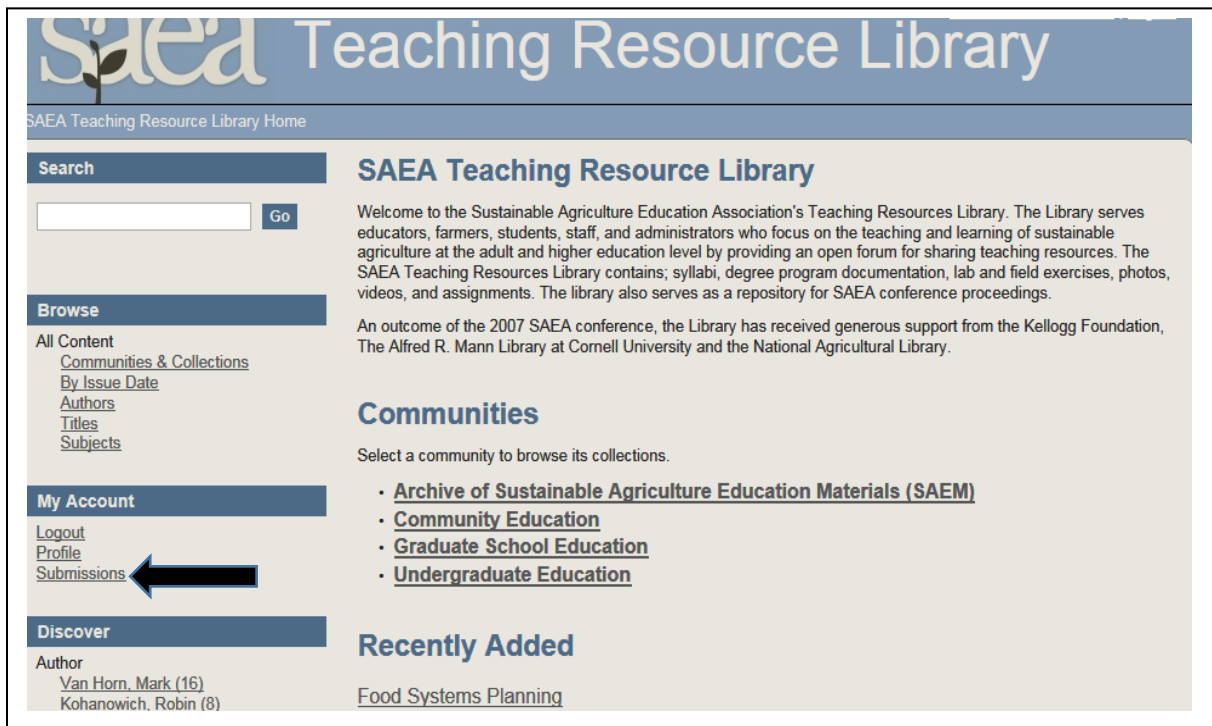 saea Teaching Resource Library
SAEA Teaching Resource Library Home
Search
Go
Browse
All Content
Communities & Collections
By Issue Date
Authors
Titles
Subjects
My Account
Logout
Profile
Submissions
Discover
Author
Van Horn, Mark (16)
Kohanowich, Robin (8)
SAEA Teaching Resource Library
Welcome to the Sustainable Agriculture Education Association's Teaching Resources Library. The Library serves
educators, farmers, students, staff, and administrators who focus on the teaching and learning of sustainable
agriculture at the adult and higher education level by providing an open forum for sharing teaching resources. The
SAEA Teaching Resources Library contains; syllabi, degree program documentation, lab and field exercises, photos,
videos, and assignments. The library also serves as a repository for SAEA conference proceedings.
An outcome of the 2007 SAEA conference, the Library has received generous support from the Kellogg Foundation,
The Alfred R. Mann Library at Cornell University and the National Agricultural Library.
Communities
Select a community to browse its collections.
• Archive of Sustainable Agriculture Education Materials (SAEM)
• Community Education
• Graduate School Education
• Undergraduate Education
Recently Added
Food Systems Planning